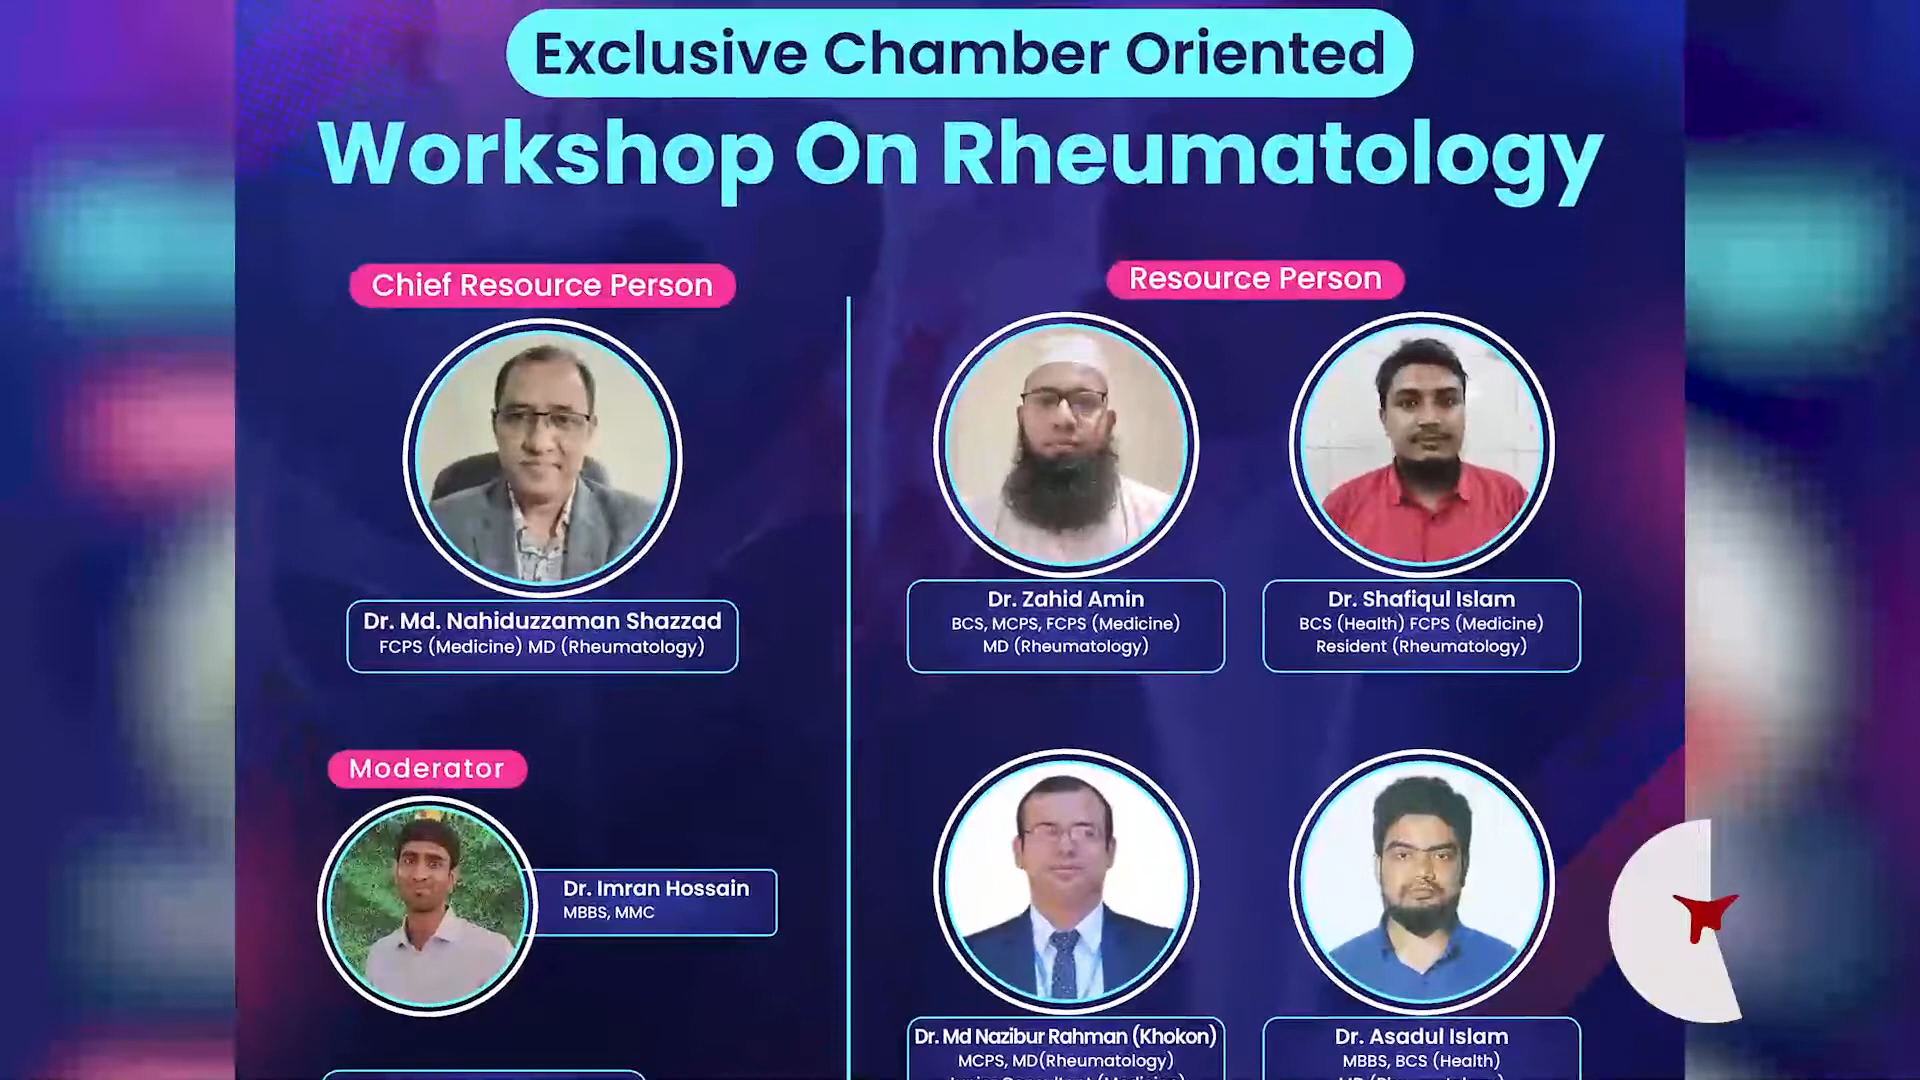 Exclusive Chamber Oriented
Workshop On Rheumatology
Chief Resource Person
Dr. Md. Nahiduzzaman Shazzad
FCPS (Medicine) MD (Rheumatology)
Moderator
Dr. Imran Hossain
MBBS, MMC
Resource Person
Dr. Zahid Amin
BCS, MCPS, FCPS (Medicine)
MD (Rheumatology)
Dr. Shafiqul Islam
BCS (Health) FCPS (Medicine)
Resident (Rheumatology)
Dr. Md Nazibur Rahman (Khokon)
MCPS, MD(Rheumatology)
Dr. Asadul Islam
MBBS, BCS (Health)